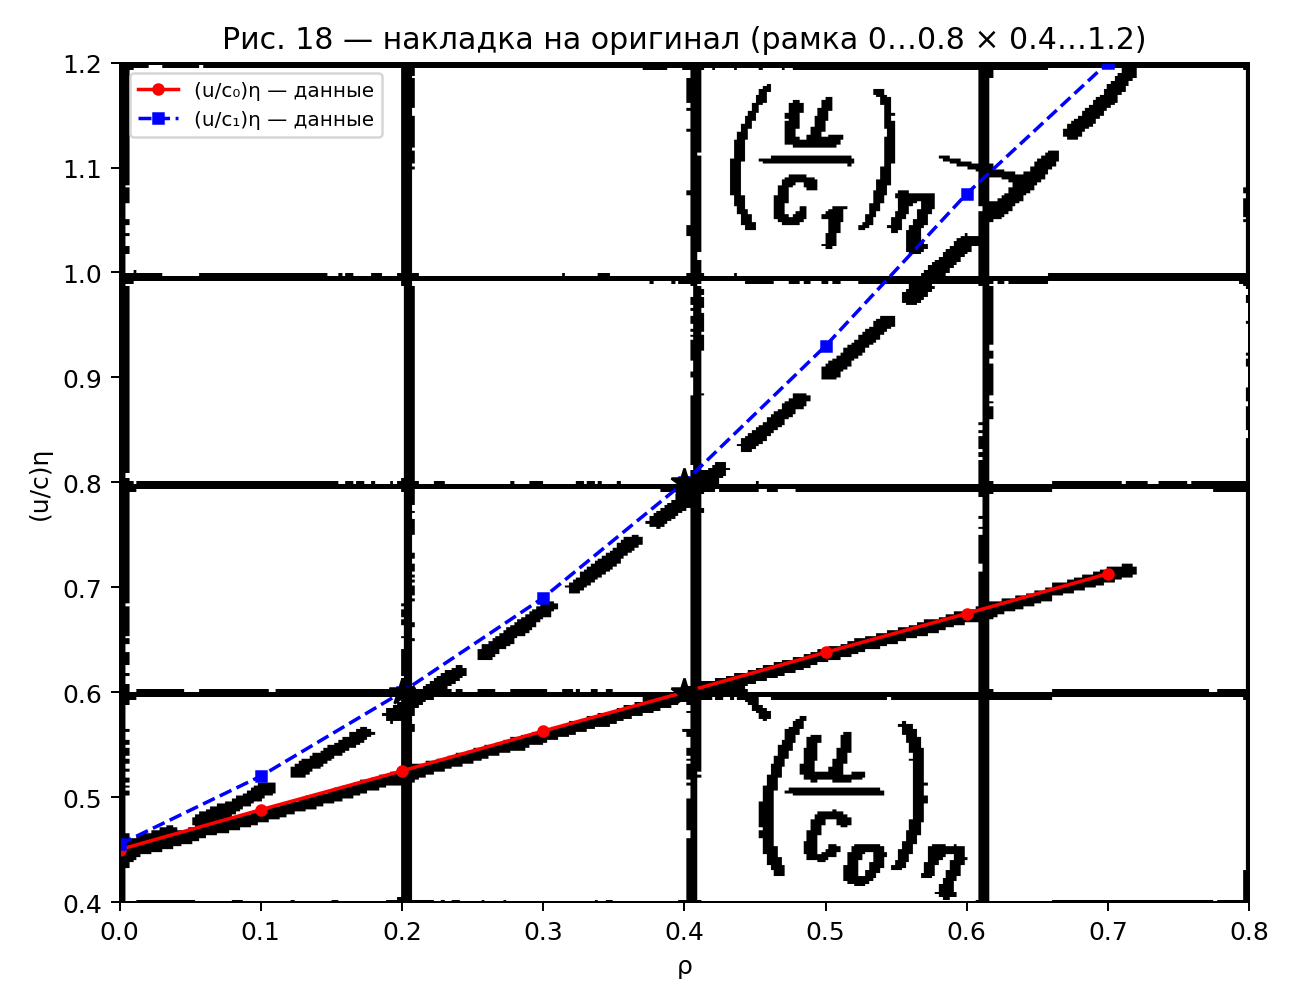 Рис. 18 — накладка на оригинал (рамка 0…0.8 × 0.4…1.2)
(u/c₀)η — данные
(u/c₁)η — данные
1.2
1.1
1.0
0.9
0.8
0.7
0.6
0.5
0.4
(u/c)η
(u/c₁)η
(u/c₀)η
0.0 0.1 0.2 0.3 0.4 0.5 0.6 0.7 0.8
ρ